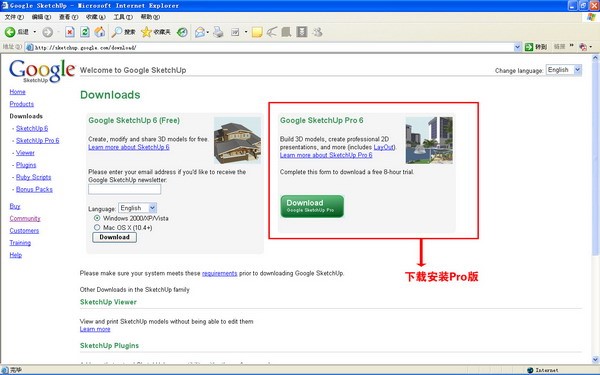 Google SketchUp - Microsoft Internet Explorer
文件(F) 编辑(E) 查看(V) 收藏(A) 工具(T) 帮助(H)
后退 搜索 收藏夹
地址(D) http://sketchup.google.com/download/ 转到 链接 »
Google
SketchUp
Welcome to Google SketchUp
Change language: English
Home
Products
Downloads
- SketchUp 6
- SketchUp Pro 6
- Viewer
- Plugins
- Ruby Scripts
- Bonus Packs
Buy
Community
Customers
Training
Help
Downloads
Google SketchUp 6 (Free)
Create, modify and share 3D models for free.
Learn more about SketchUp 6
Please enter your email address if you'd like to receive the
Google SketchUp newsletter:
Language: English
Windows 2000/XP/Vista
Mac OS X (10.4+)
Download
Google SketchUp Pro 6
Build 3D models, create professional 2D
presentations, and more (includes LayOut).
Learn more about SketchUp Pro 6
Complete this form to download a free 8-hour trial.
Download
Google SketchUp Pro
下载安装Pro版
Please make sure your system meets these requirements prior to downloading Google SketchUp.
Other Downloads in the SketchUp family
SketchUp Viewer
View and print SketchUp models without being able to edit them
Learn more
SketchUp Plugins
完毕 Internet